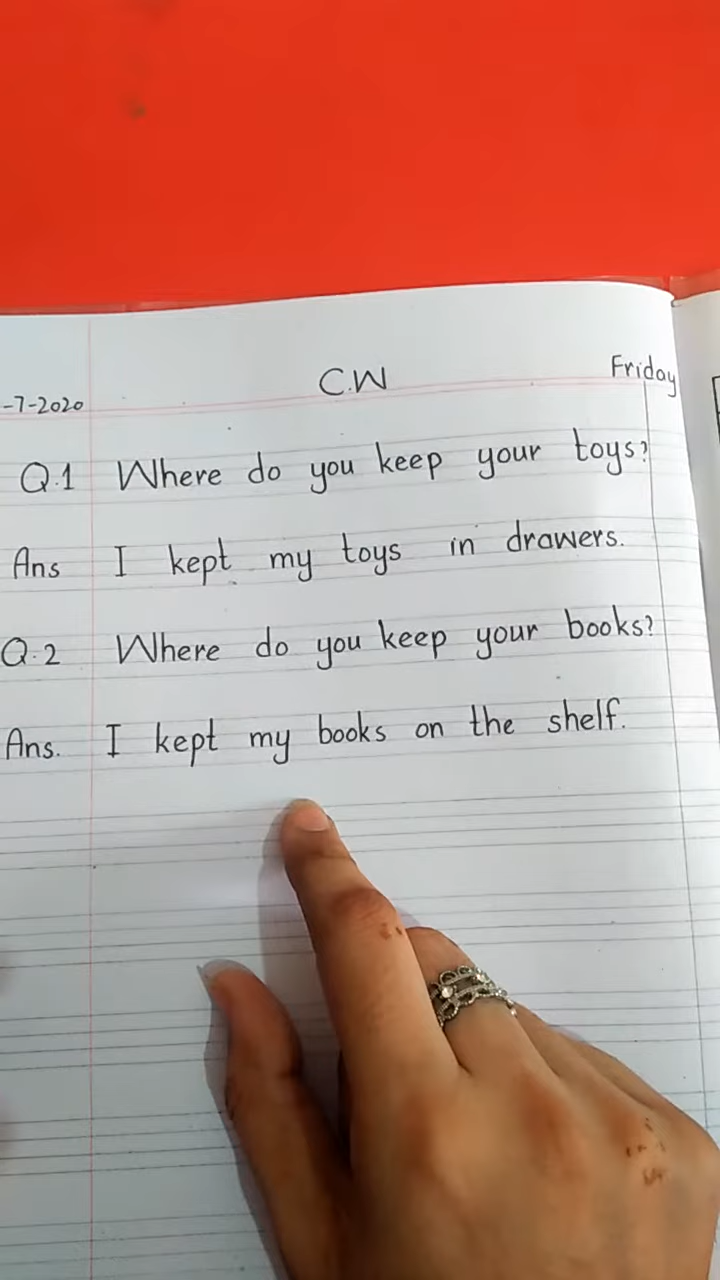 -7-2020 C.W Friday
Q.1 Where do you keep your toys?
Ans I kept my toys in drawers.
Q.2 Where do you keep your books?
Ans. I kept my books on the shelf.